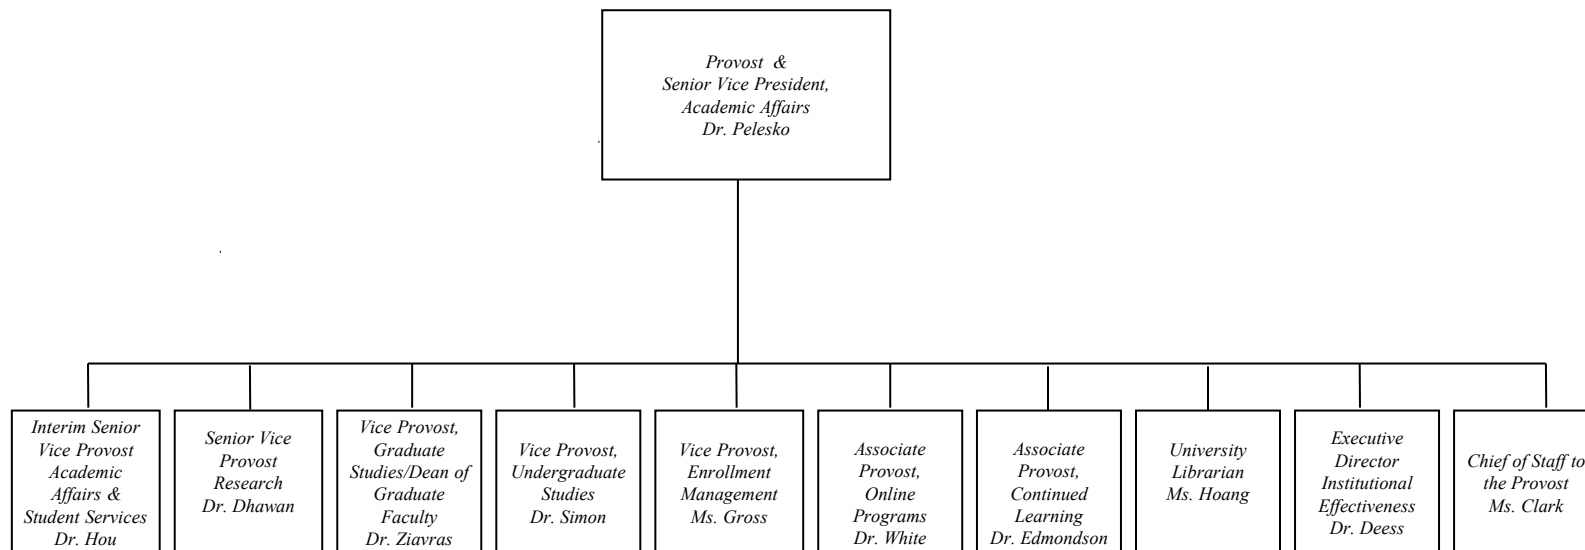 Provost &
Senior Vice President,
Academic Affairs
Dr. Pelesko
Interim Senior
Vice Provost
Academic
Affairs &
Student Services
Dr. Hou
Senior Vice
Provost
Research
Dr. Dhawan
Vice Provost,
Graduate
Studies/Dean of
Graduate
Faculty
Dr. Ziavras
Vice Provost,
Undergraduate
Studies
Dr. Simon
Vice Provost,
Enrollment
Management
Ms. Gross
Associate
Provost,
Online
Programs
Dr. White
Associate
Provost,
Continued
Learning
Dr. Edmondson
University
Librarian
Ms. Hoang
Executive
Director
Institutional
Effectiveness
Dr. Deess
Chief of Staff to
the Provost
Ms. Clark